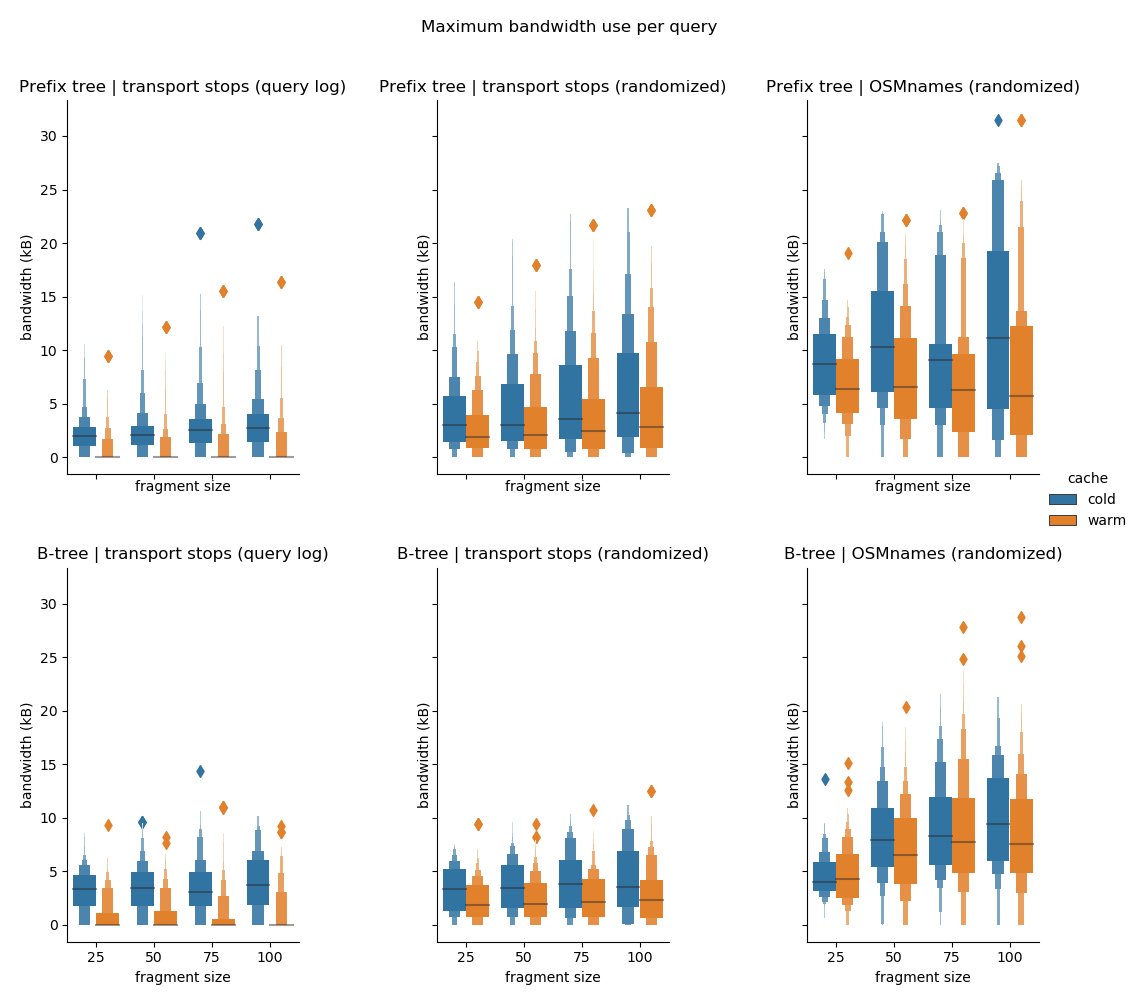 Maximum bandwidth use per query
Prefix tree | transport stops (query log)
Prefix tree | transport stops (randomized)
Prefix tree | OSMnames (randomized)
30
25
20
15
10
5
0
bandwidth (kB)
bandwidth (kB)
bandwidth (kB)
fragment size
fragment size
fragment size
cache
cold
warm
B-tree | transport stops (query log)
B-tree | transport stops (randomized)
B-tree | OSMnames (randomized)
30
25
20
15
10
5
0
bandwidth (kB)
bandwidth (kB)
bandwidth (kB)
25 50 75 100
25 50 75 100
25 50 75 100
fragment size
fragment size
fragment size